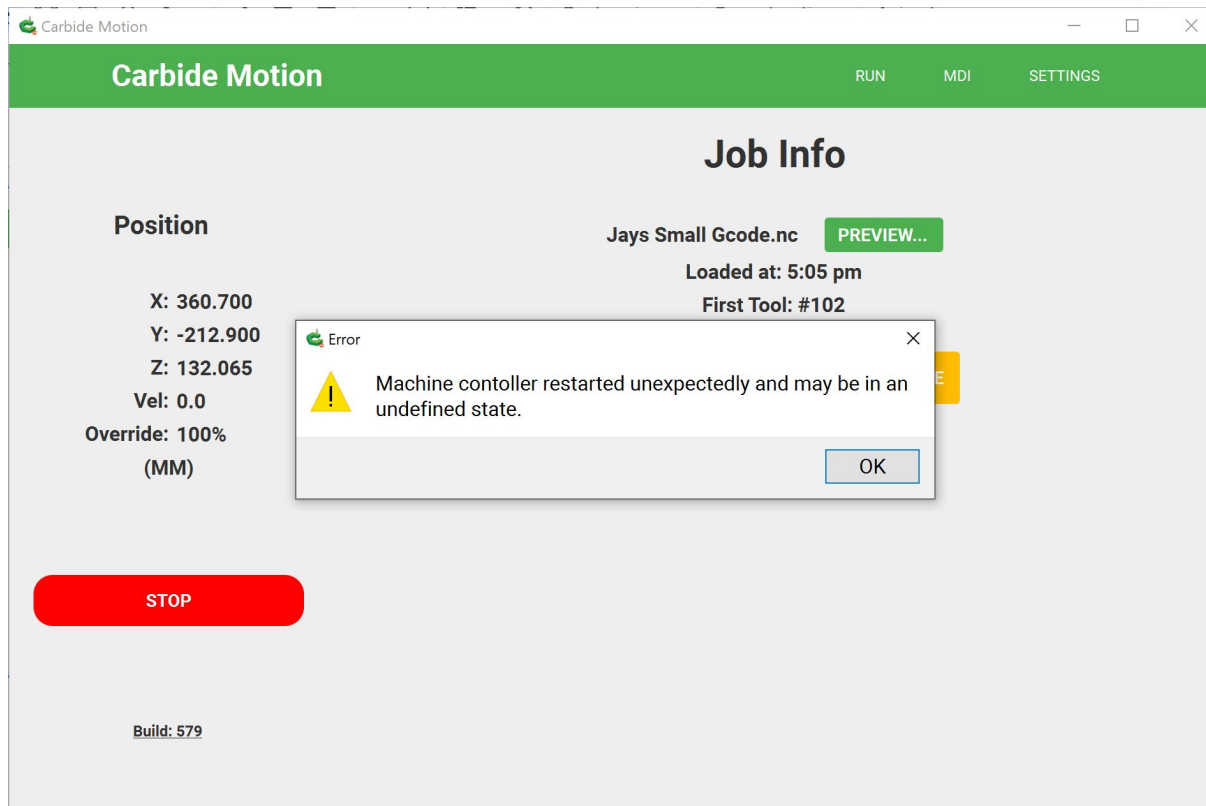 Carbide Motion
Carbide Motion
RUN
MDI
SETTINGS
Job Info
Position
Jays Small Gcode.nc
PREVIEW...
Loaded at: 5:05 pm
First Tool: #102
X: 360.700
Y: -212.900
Z: 132.065
Vel: 0.0
Override: 100%
(MM)
Error
Machine contoller restarted unexpectedly and may be in an
undefined state.
OK
E
STOP
Build: 579